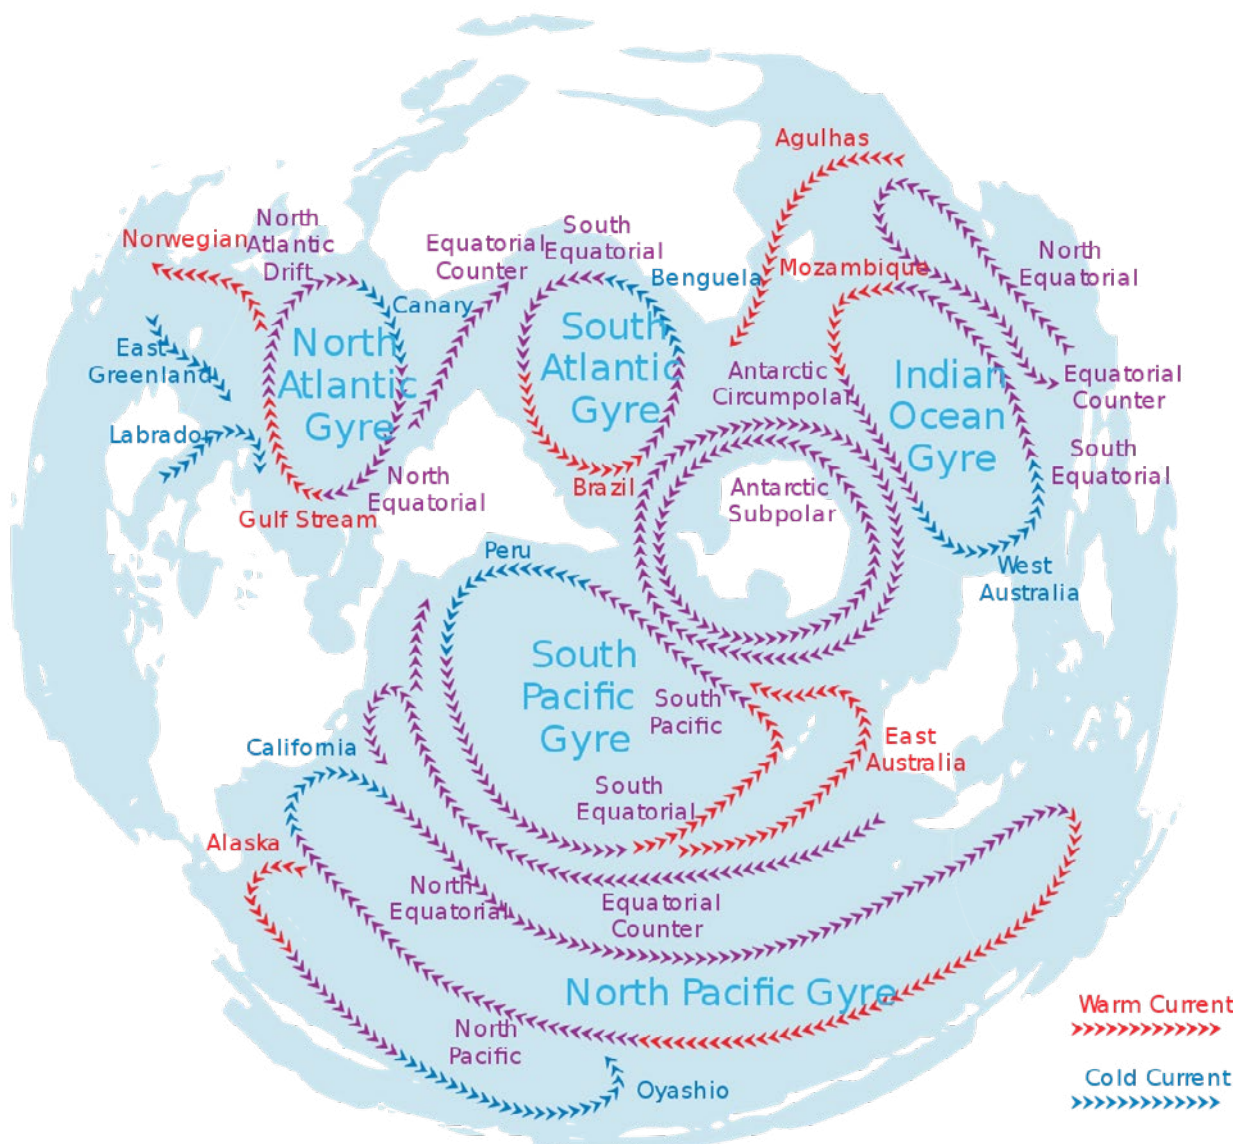 Agulhas
North
Atlantic
Drift
Norwegian
Equatorial
Counter
South
Equatorial
Benguela
Mozambique
North
Equatorial
Canary
East
Greenland
North
Atlantic
Gyre
South
Atlantic
Gyre
Antarctic
Circumpolar
Indian
Ocean
Gyre
Equatorial
Counter
Labrador
South
Equatorial
North
Equatorial
Gulf Stream
Brazil
Antarctic
Subpolar
Peru
West
Australia
South
Pacific
Gyre
South
Pacific
California
East
Australia
South
Equatorial
Alaska
North
Equatorial
Equatorial
Counter
North Pacific Gyre
North
Pacific
Oyashio
Warm Current
Cold Current